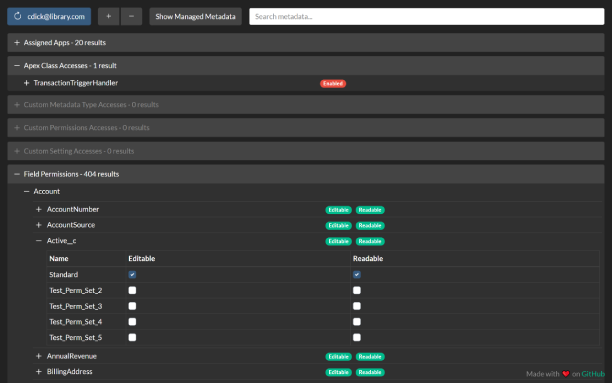 cdick@library.com + − Show Managed Metadata Search metadata...
+ Assigned Apps - 20 results
− Apex Class Accesses - 1 result
+ TransactionTriggerHandler Enabled
+ Custom Metadata Type Accesses - 0 results
+ Custom Permissions Accesses - 0 results
+ Custom Setting Accesses - 0 results
− Field Permissions - 404 results
− Account
+ AccountNumber Editable Readable
+ AccountSource Editable Readable
− Active__c Editable Readable
Name Editable Readable
Standard
Test_Perm_Set_2
Test_Perm_Set_3
Test_Perm_Set_4
Test_Perm_Set_5
+ AnnualRevenue Editable Readable
+ BillingAddress Editable Readable
Made with ❤ on GitHub